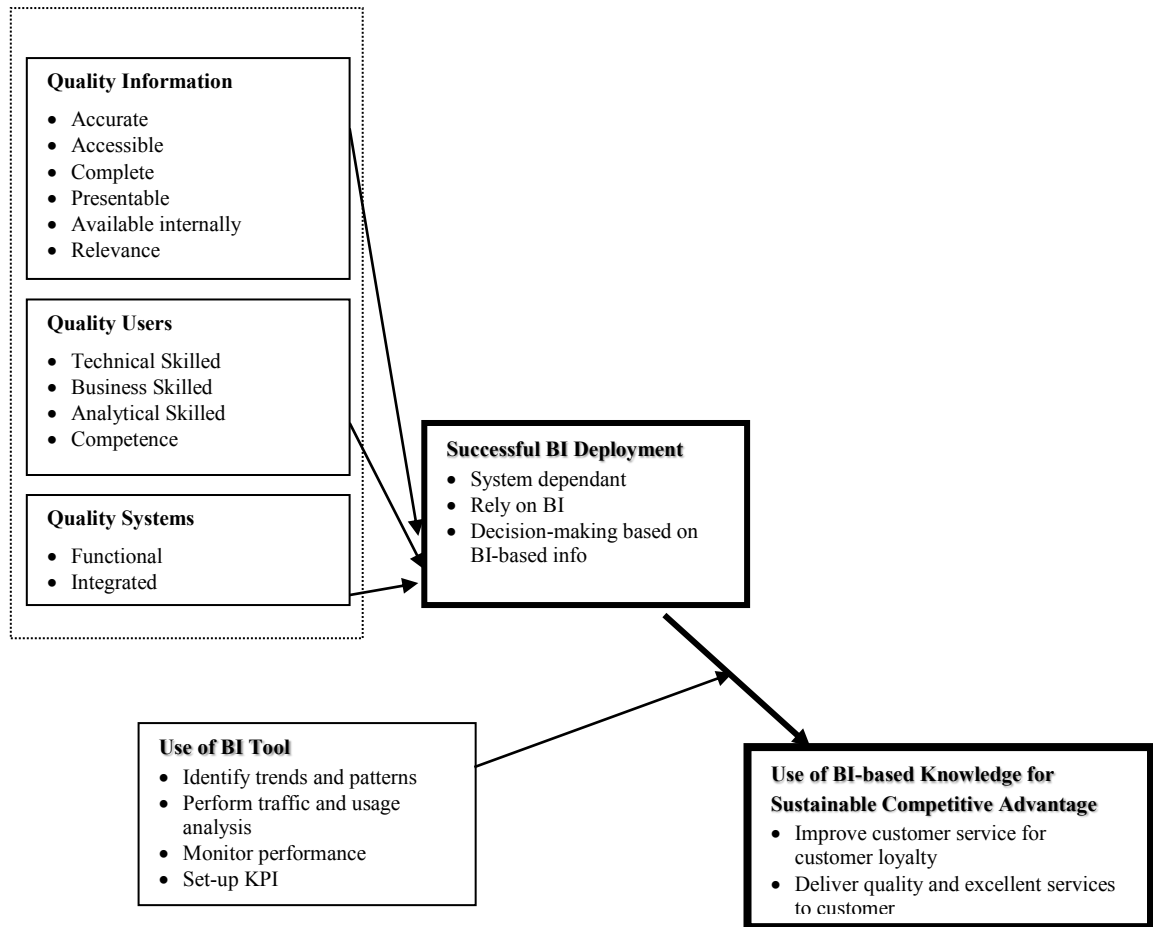 Quality Information
• Accurate
• Accessible
• Complete
• Presentable
• Available internally
• Relevance
Quality Users
• Technical Skilled
• Business Skilled
• Analytical Skilled
• Competence
Quality Systems
• Functional
• Integrated
Successful BI Deployment
• System dependant
• Rely on BI
• Decision-making based on
BI-based info
Use of BI Tool
• Identify trends and patterns
• Perform traffic and usage
analysis
• Monitor performance
• Set-up KPI
Use of BI-based Knowledge for
Sustainable Competitive Advantage
• Improve customer service for
customer loyalty
• Deliver quality and excellent services
to customer